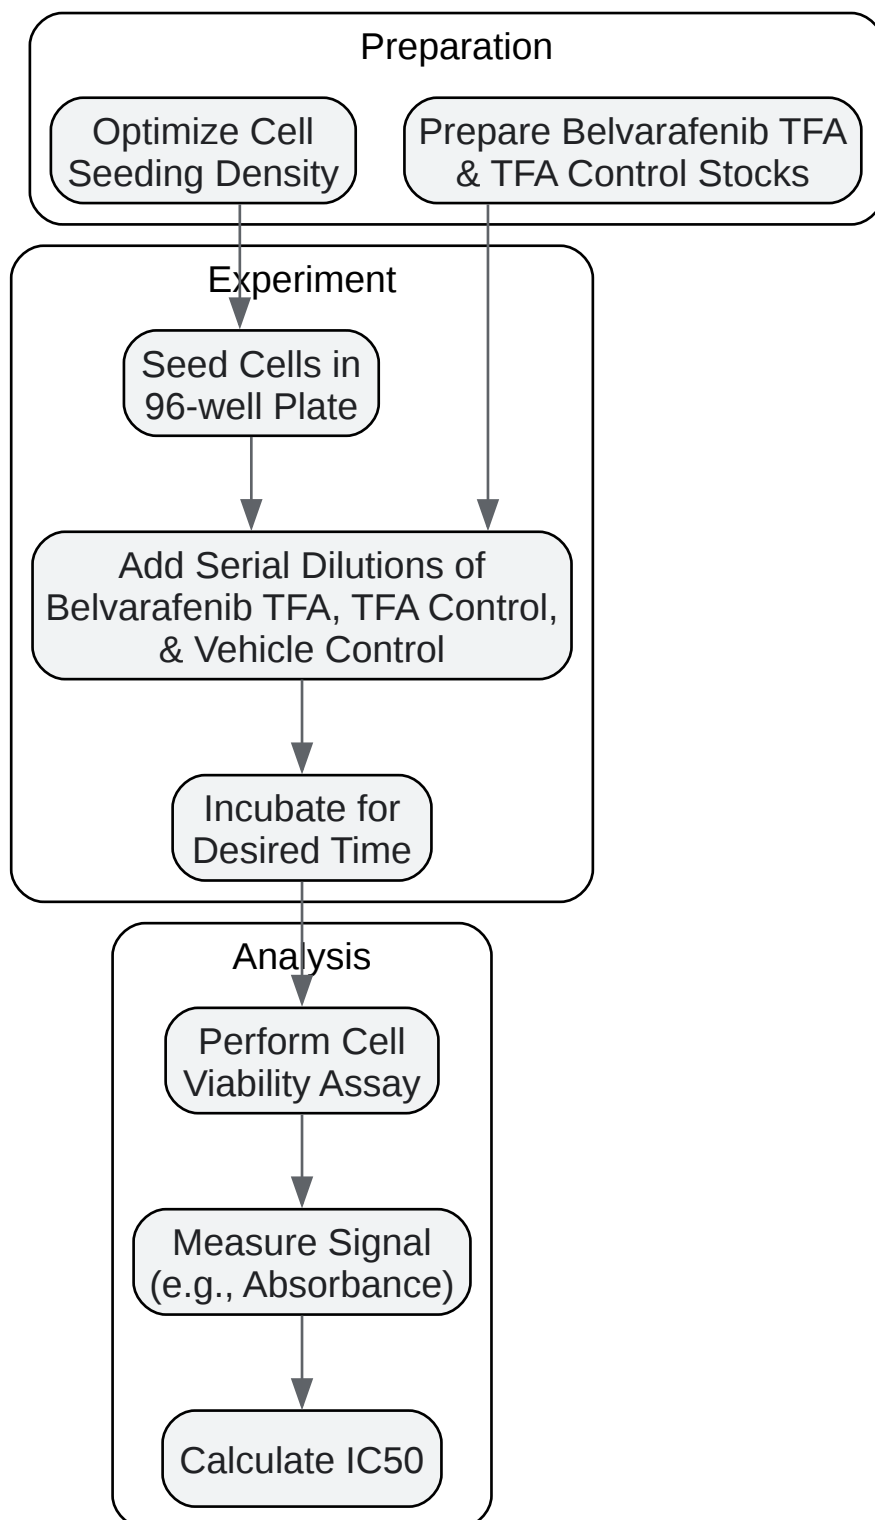 Preparation
Optimize Cell
Seeding Density
Prepare Belvarafenib TFA
& TFA Control Stocks
Experiment
Seed Cells in
96-well Plate
Add Serial Dilutions of
Belvarafenib TFA, TFA Control,
& Vehicle Control
Incubate for
Desired Time
Analysis
Perform Cell
Viability Assay
Measure Signal
(e.g., Absorbance)
Calculate IC50